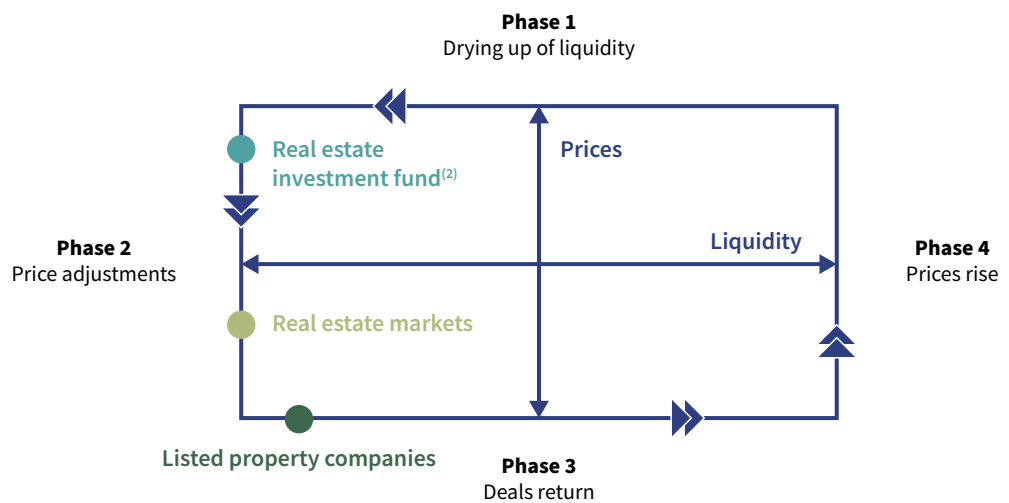 Phase 1
Drying up of liquidity
Real estate
investment fund(2)
Prices
Liquidity
Phase 2
Price adjustments
Phase 4
Prices rise
Real estate markets
Listed property companies
Phase 3
Deals return